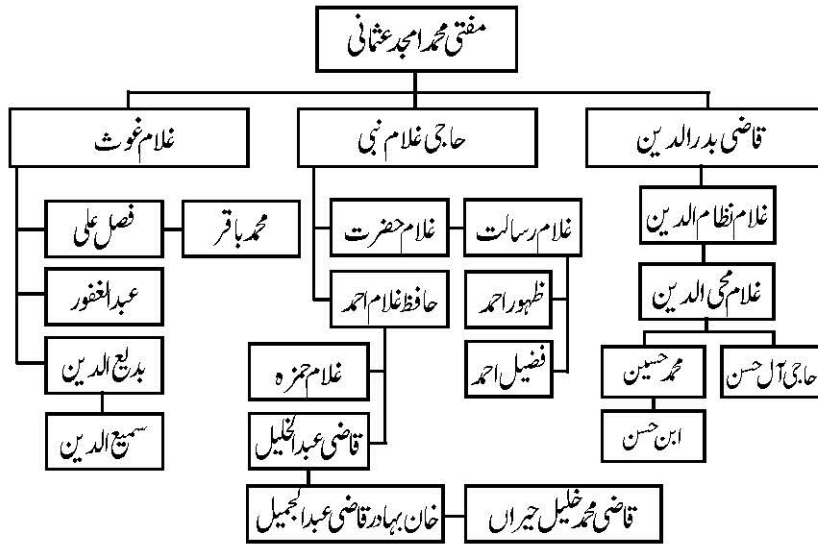 مفتی محمد امجد عثمانی
قاضی بدرالدین
حاجی غلام نبی
غلام غوث
غلام نظام الدین
غلام رسالت
غلام حضرت
محمد باقر
فصل علی
غلام محی الدین
ظہور احمد
حافظ غلام احمد
عبدالغفور
حاجی آل حسن
محمد حسین
فضیل احمد
غلام حمزہ
بدیع الدین
ابن حسن
قاضی عبدالخلیل
سمیع الدین
قاضی محمد خلیل حیراں
خان بہادر قاضی عبدالجمیل